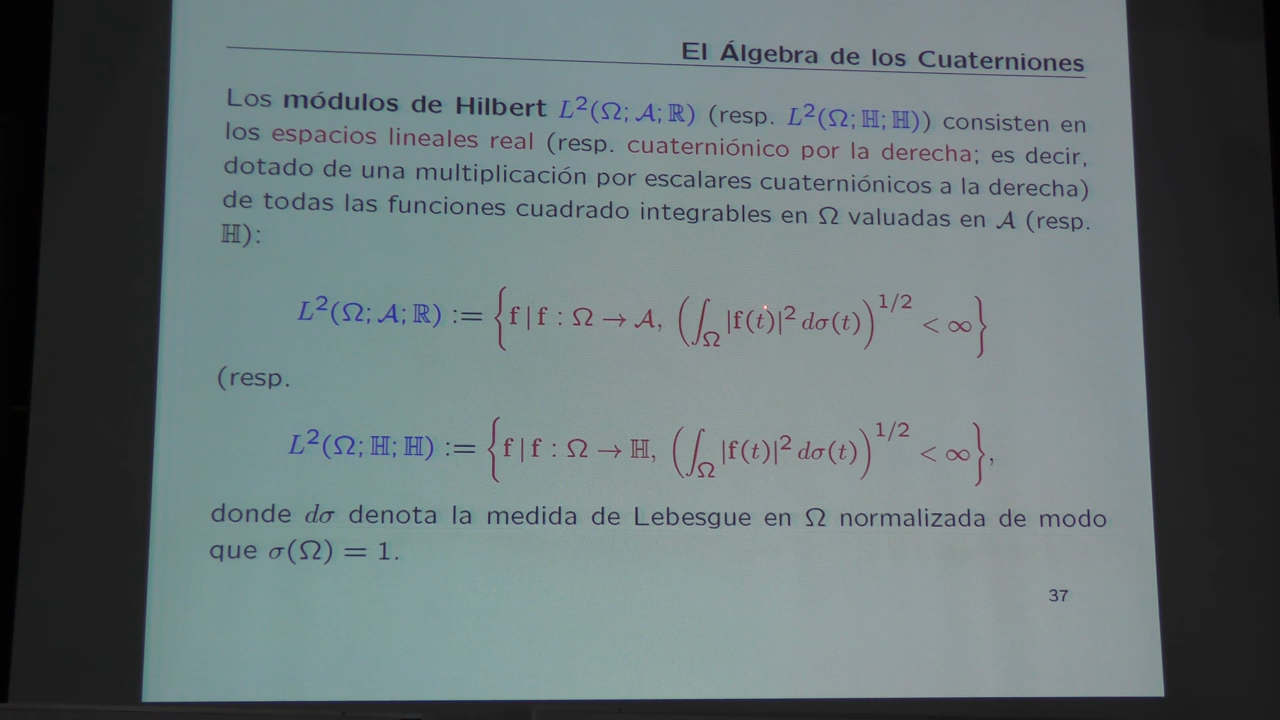 El Álgebra de los Cuaterniones
Los módulos de Hilbert L²(Ω; 𝒜; ℝ) (resp. L²(Ω; ℍ; ℍ)) consisten en
los espacios lineales real (resp. cuaterniónico por la derecha; es decir,
dotado de una multiplicación por escalares cuaterniónicos a la derecha)
de todas las funciones cuadrado integrables en Ω valuadas en 𝒜 (resp.
ℍ):
L²(Ω; 𝒜; ℝ) := {f | f : Ω → 𝒜, (∫_Ω |f(t)|² dσ(t))^{1/2} < ∞}
(resp.
L²(Ω; ℍ; ℍ) := {f | f : Ω → ℍ, (∫_Ω |f(t)|² dσ(t))^{1/2} < ∞},
donde dσ denota la medida de Lebesgue en Ω normalizada de modo
que σ(Ω) = 1.
37